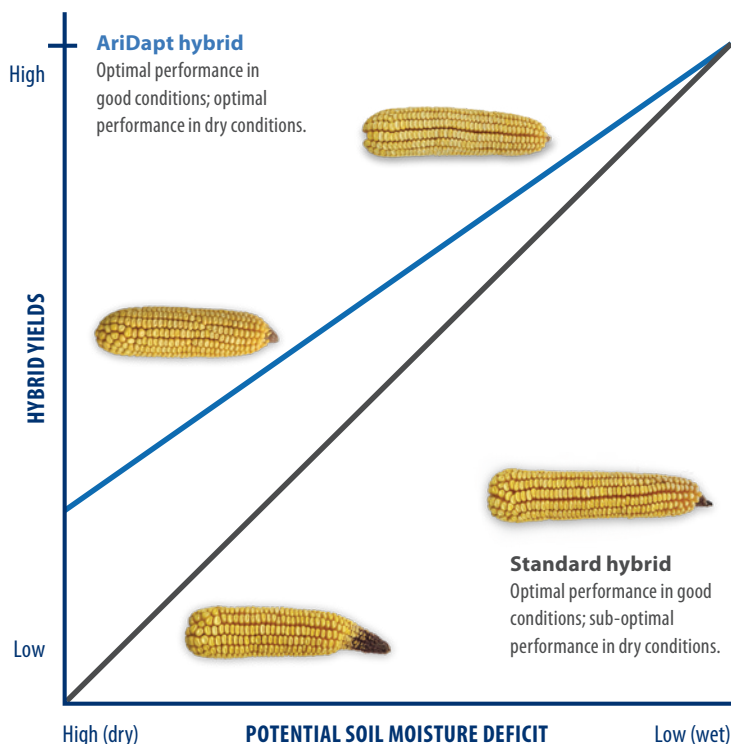 AriDapt hybrid
Optimal performance in
good conditions; optimal
performance in dry conditions.
High
HYBRID YIELDS
Standard hybrid
Optimal performance in good
conditions; sub-optimal
performance in dry conditions.
Low
High (dry)
POTENTIAL SOIL MOISTURE DEFICIT
Low (wet)